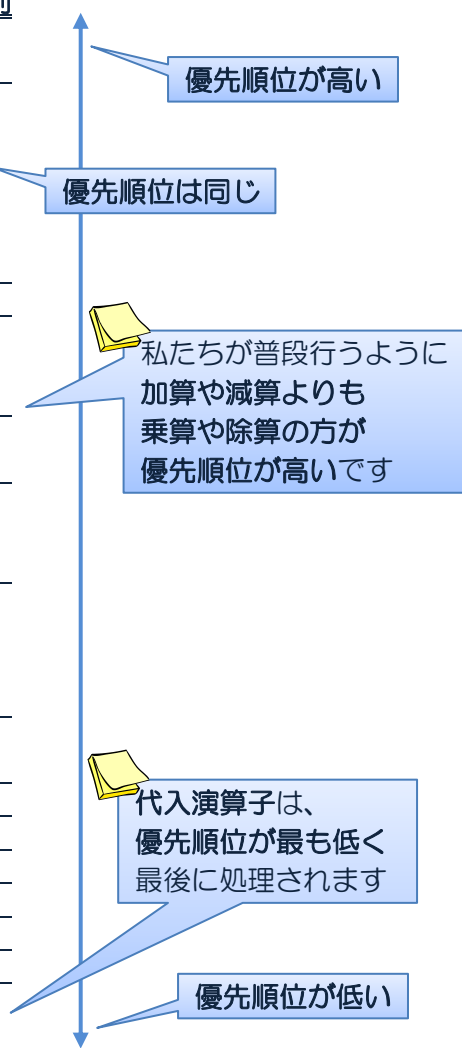 優先順位が高い
優先順位は同じ
私たちが普段行うように
加算や減算よりも
乗算や除算の方が
優先順位が高いです
代入演算子は、
優先順位が最も低く
最後に処理されます
優先順位が低い